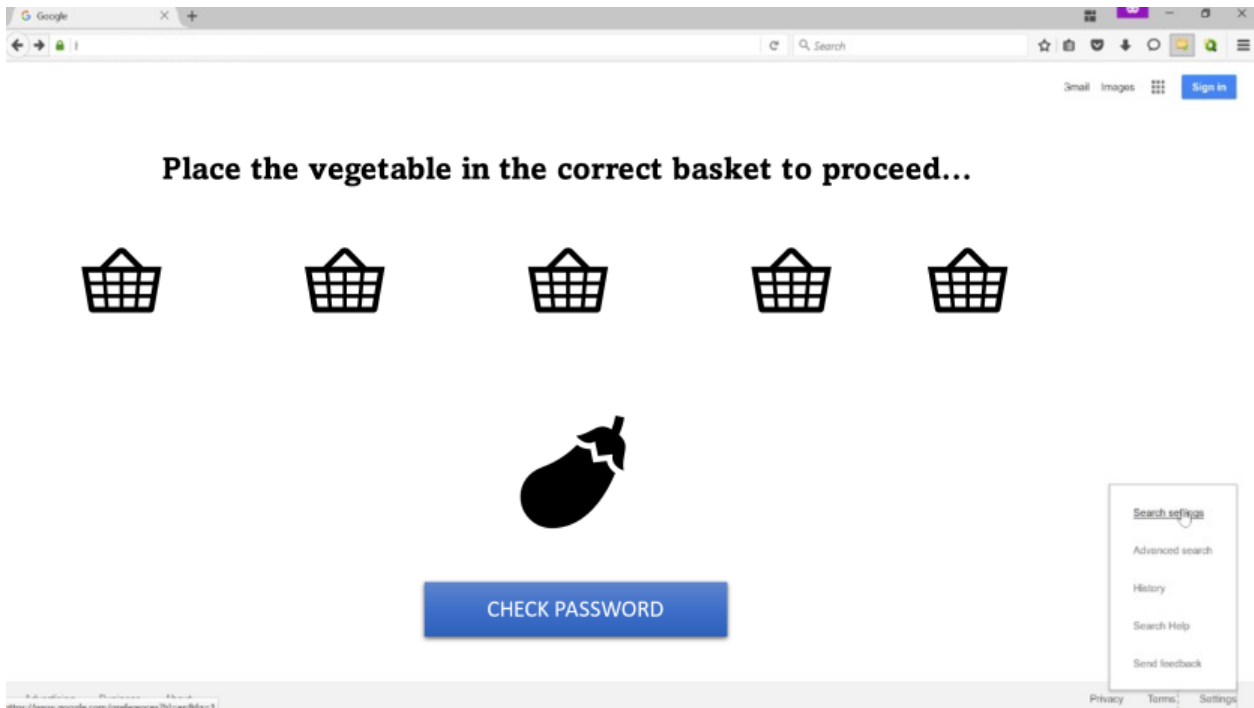 Google
Search
3mail Images Sign in
Place the vegetable in the correct basket to proceed...
CHECK PASSWORD
Search settings
Advanced search
History
Search Help
Send feedback
Privacy Terms Settings